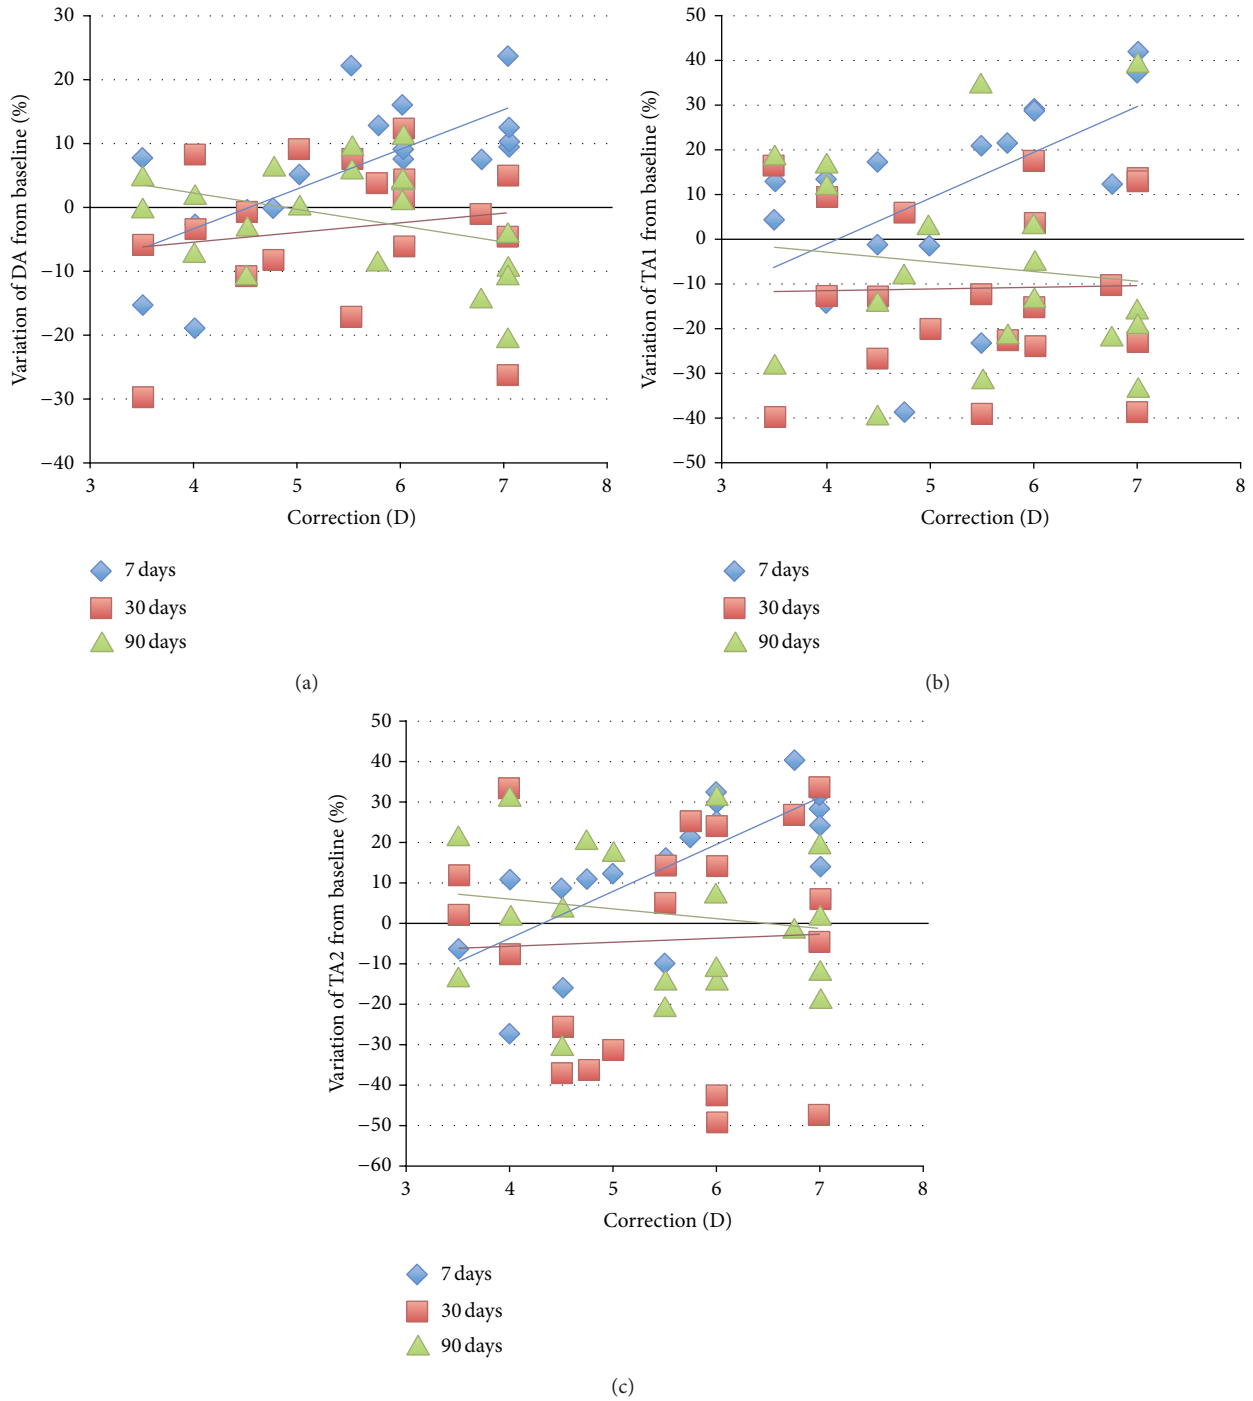 30
20
10
0
−10
−20
−30
−40
Variation of DA from baseline (%)
3 4 5 6 7 8
Correction (D)
7 days
30 days
90 days
(a)
50
40
30
20
10
0
−10
−20
−30
−40
−50
Variation of TA1 from baseline (%)
3 4 5 6 7 8
Correction (D)
7 days
30 days
90 days
(b)
50
40
30
20
10
0
−10
−20
−30
−40
−50
−60
Variation of TA2 from baseline (%)
3 4 5 6 7 8
Correction (D)
7 days
30 days
90 days
(c)